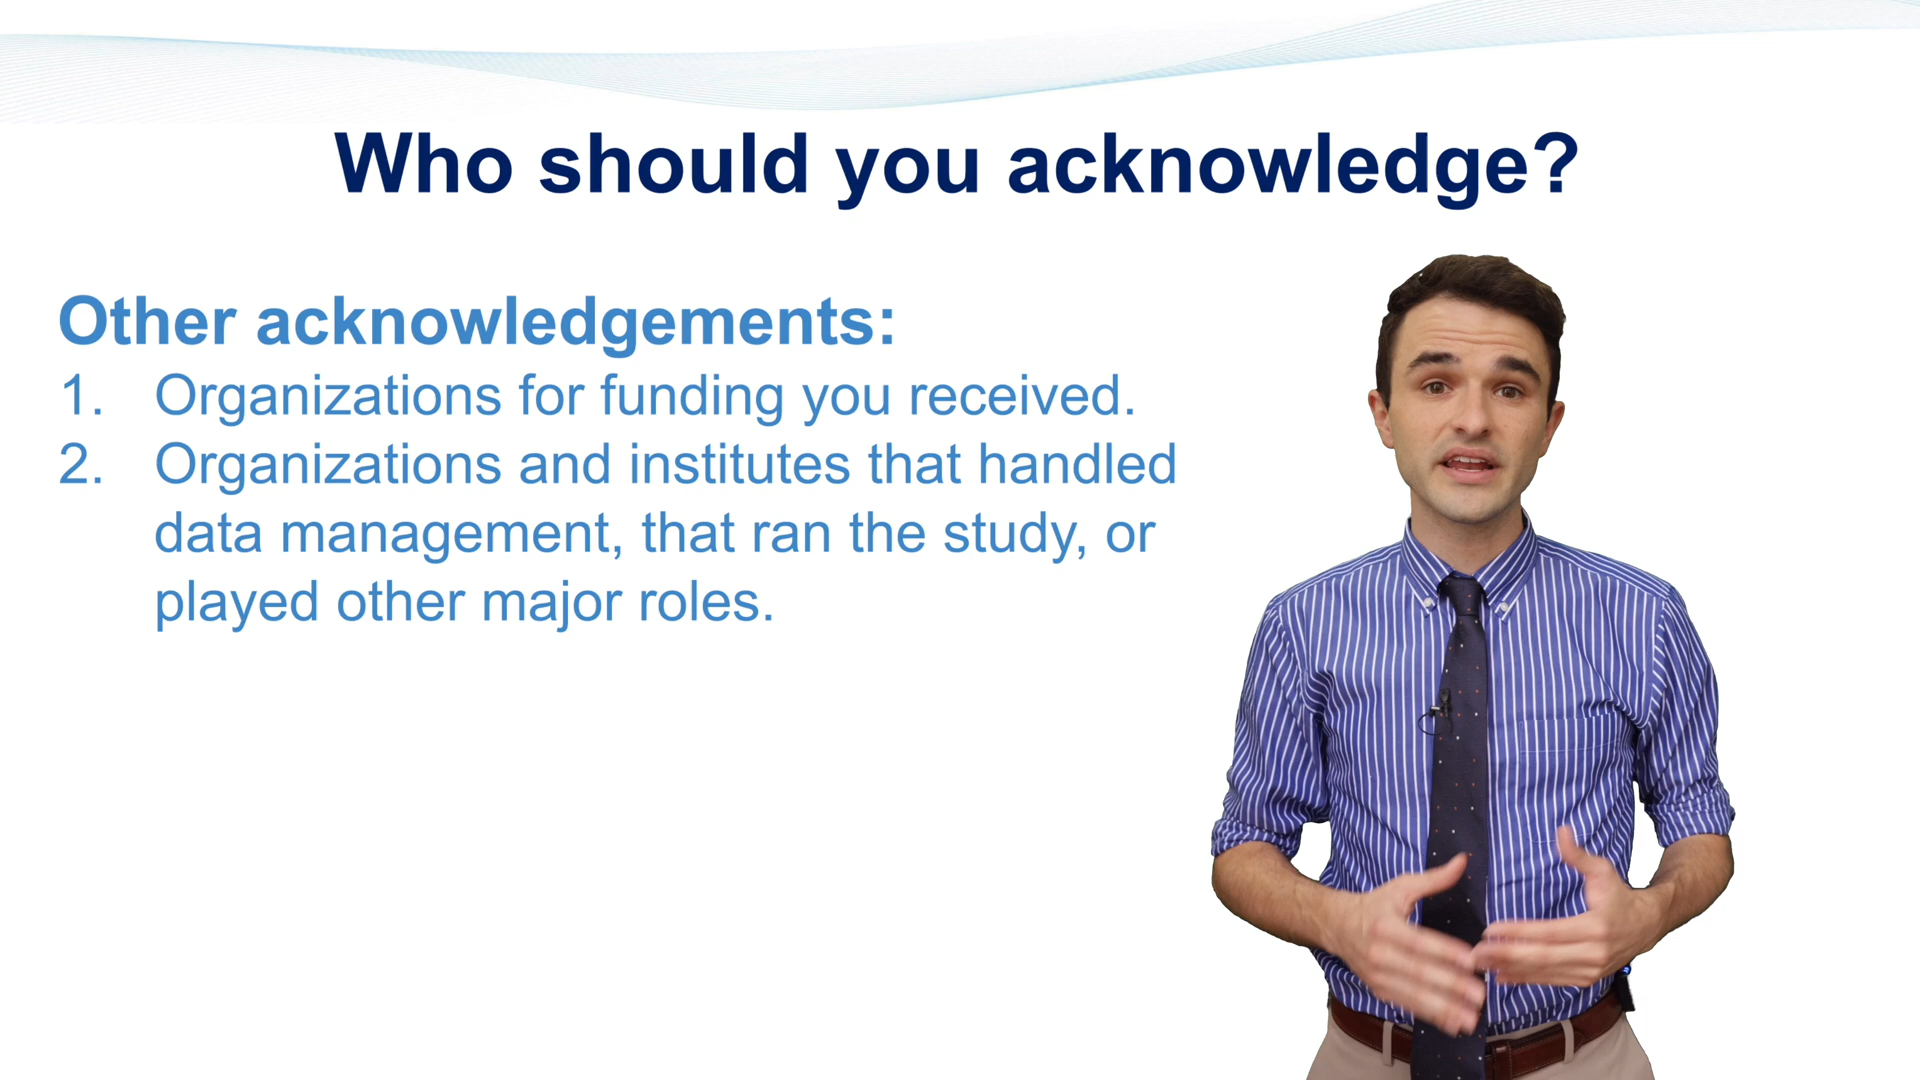 Who should you acknowledge?
Other acknowledgements:
1. Organizations for funding you received.
2. Organizations and institutes that handled
data management, that ran the study, or
played other major roles.